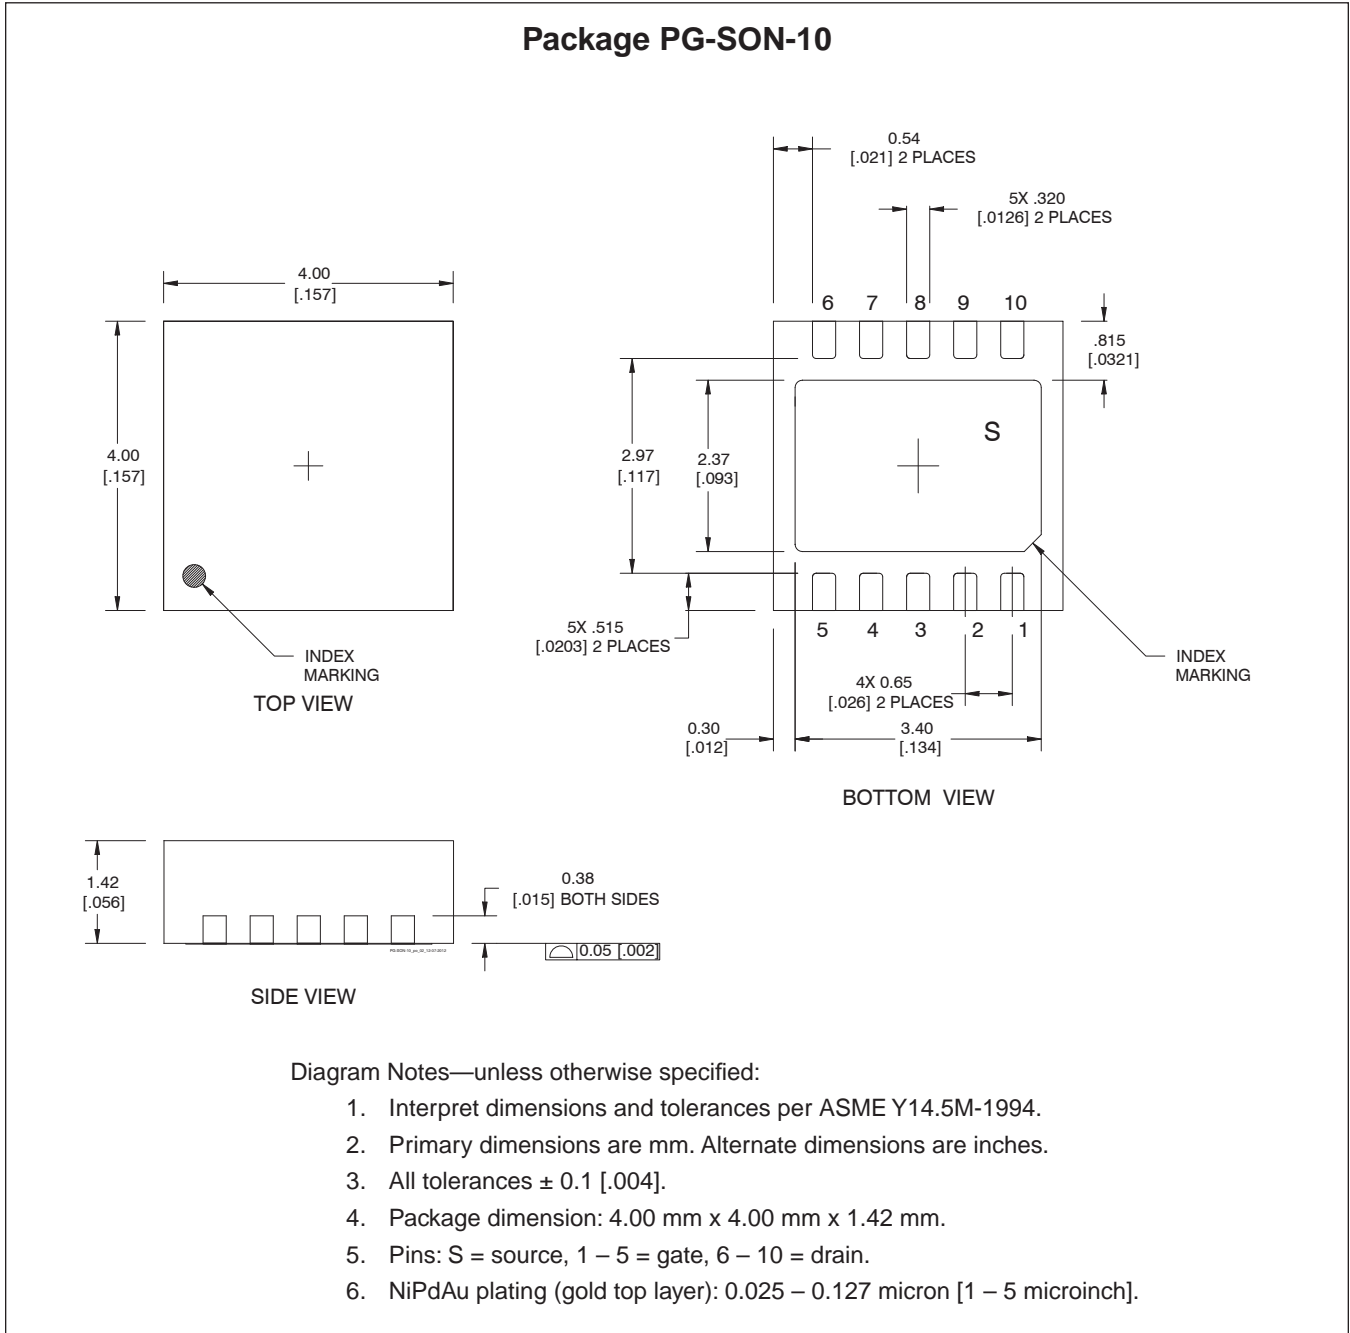 Package PG-SON-10
0.54
[.021] 2 PLACES
5X .320
[.0126] 2 PLACES
4.00
[.157]
6 7 8 9 10
.815
[.0321]
S
4.00
[.157]
2.97
[.117]
2.37
[.093]
5X .515
[.0203] 2 PLACES
5 4 3 2 1
INDEX
MARKING
TOP VIEW
INDEX
MARKING
4X 0.65
[.026] 2 PLACES
0.30
[.012]
3.40
[.134]
BOTTOM VIEW
1.42
[.056]
0.38
[.015] BOTH SIDES
0.05 [.002]
SIDE VIEW
Diagram Notes—unless otherwise specified:
1. Interpret dimensions and tolerances per ASME Y14.5M-1994.
2. Primary dimensions are mm. Alternate dimensions are inches.
3. All tolerances ± 0.1 [.004].
4. Package dimension: 4.00 mm x 4.00 mm x 1.42 mm.
5. Pins: S = source, 1 – 5 = gate, 6 – 10 = drain.
6. NiPdAu plating (gold top layer): 0.025 – 0.127 micron [1 – 5 microinch].